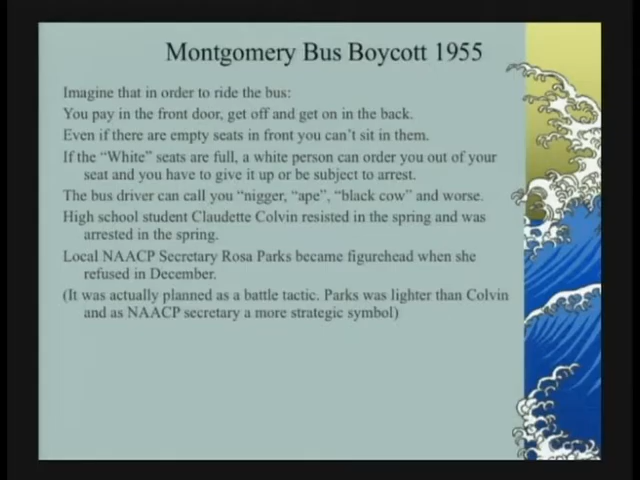 Montgomery Bus Boycott 1955
Imagine that in order to ride the bus:
You pay in the front door, get off and get on in the back.
Even if there are empty seats in front you can't sit in them.
If the “White” seats are full, a white person can order you out of your
seat and you have to give it up or be subject to arrest.
The bus driver can call you “nigger, “ape”, “black cow” and worse.
High school student Claudette Colvin resisted in the spring and was
arrested in the spring.
Local NAACP Secretary Rosa Parks became figurehead when she
refused in December.
(It was actually planned as a battle tactic. Parks was lighter than Colvin
and as NAACP secretary a more strategic symbol)